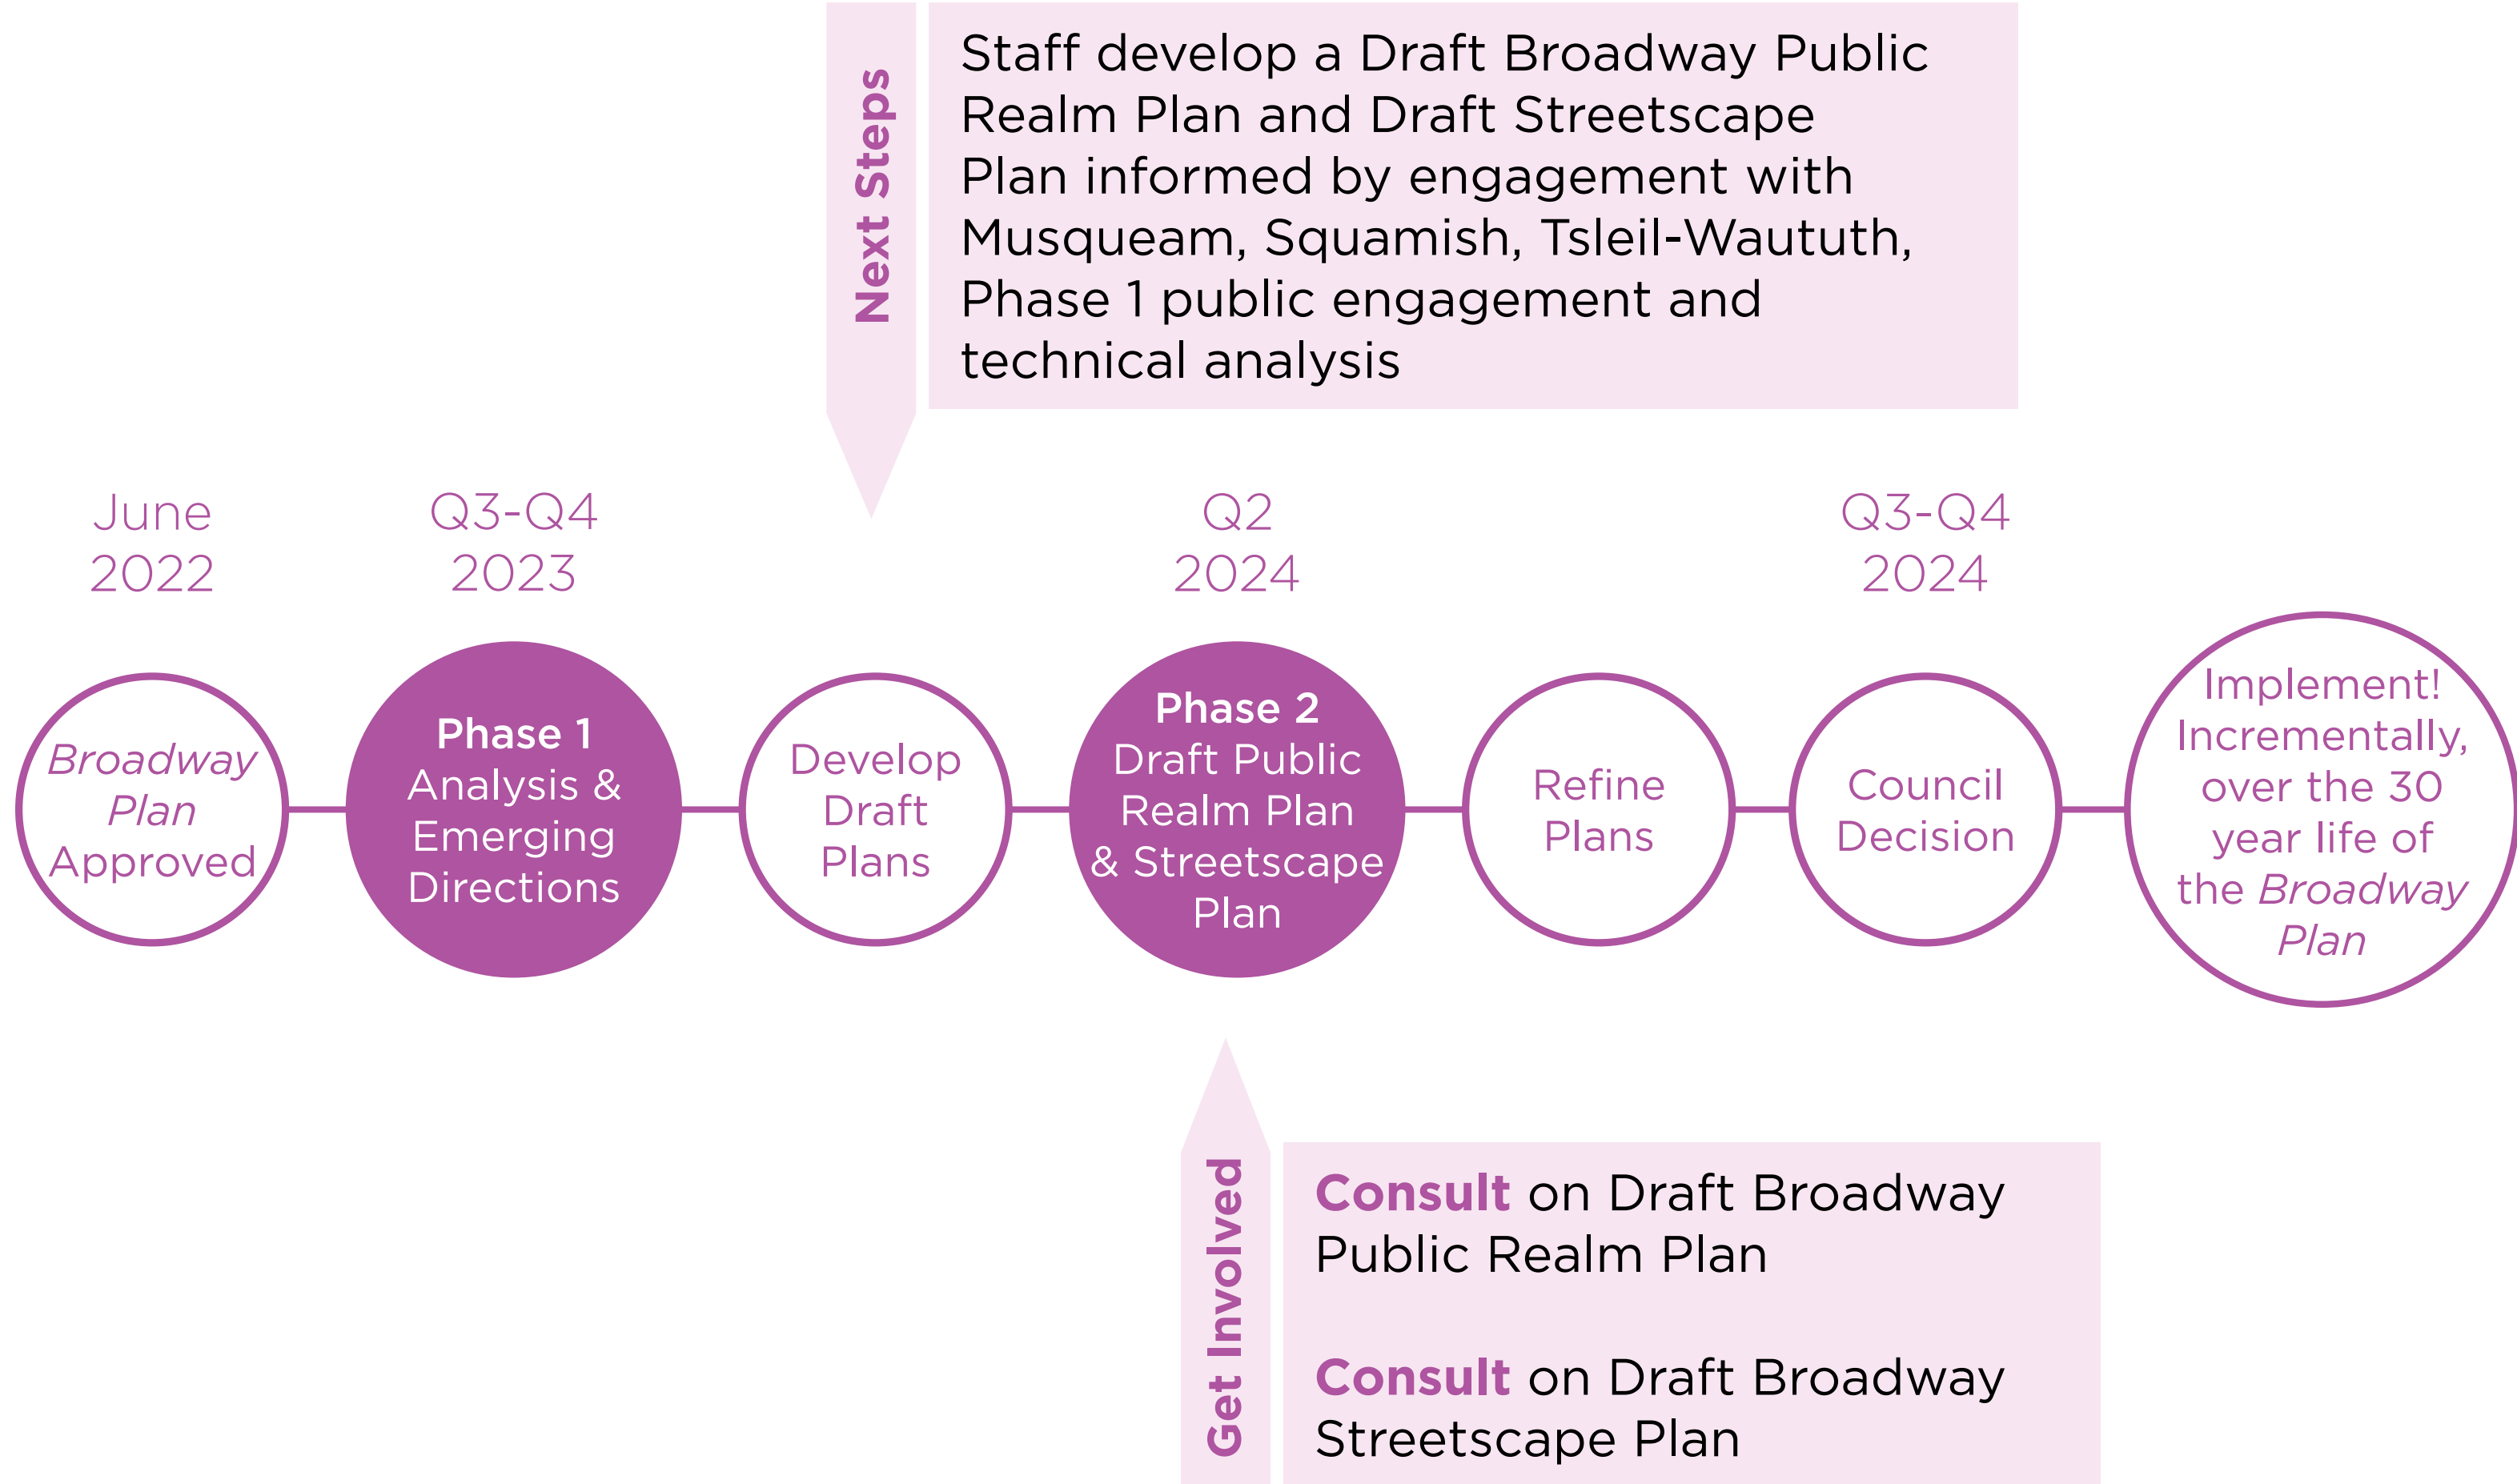 Next Steps
Staff develop a Draft Broadway Public
Realm Plan and Draft Streetscape
Plan informed by engagement with
Musqueam, Squamish, Tsleil-Waututh,
Phase 1 public engagement and
technical analysis
June
2022
Q3-Q4
2023
Q2
2024
Q3-Q4
2024
Broadway
Plan
Approved
Phase 1
Analysis &
Emerging
Directions
Develop
Draft
Plans
Phase 2
Draft Public
Realm Plan
& Streetscape
Plan
Refine
Plans
Council
Decision
Implement!
Incrementally,
over the 30
year life of
the Broadway
Plan
Get Involved
Consult on Draft Broadway
Public Realm Plan
Consult on Draft Broadway
Streetscape Plan